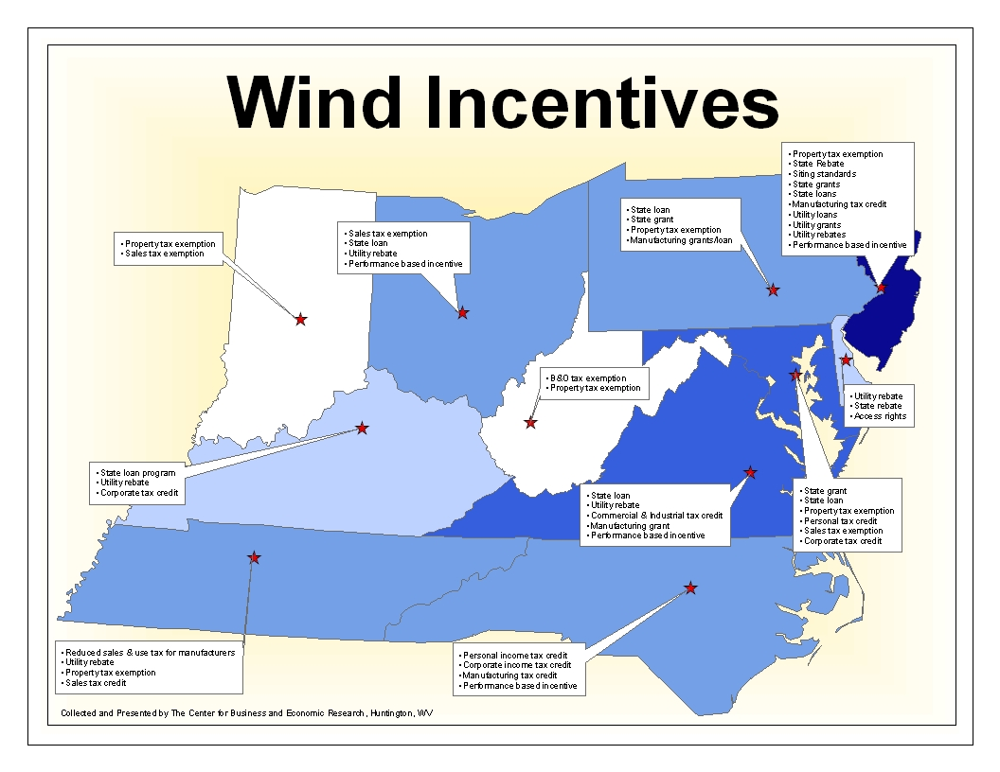 Wind Incentives
• Property tax exemption
• State Rebate
• Siting standards
• State grants
• State loans
• Manufacturing tax credit
• Utility loans
• Utility grants
• Utility rebates
• Performance based incentive
• State loan
• State grant
• Property tax exemption
• Manufacturing grants/loan
• Sales tax exemption
• State loan
• Utility rebate
• Performance based incentive
• Property tax exemption
• Sales tax exemption
• B&O tax exemption
• Property tax exemption
• Utility rebate
• State rebate
• Access rights
• State loan program
• Utility rebate
• Corporate tax credit
• State loan
• Utility rebate
• Commercial & Industrial tax credit
• Manufacturing grant
• Performance based incentive
• State grant
• State loan
• Property tax exemption
• Personal tax credit
• Sales tax exemption
• Corporate tax credit
• Reduced sales & use tax for manufacturers
• Utility rebate
• Property tax exemption
• Sales tax credit
• Personal income tax credit
• Corporate income tax credit
• Manufacturing tax credit
• Performance based incentive
Collected and Presented by The Center for Business and Economic Research, Huntington, WV